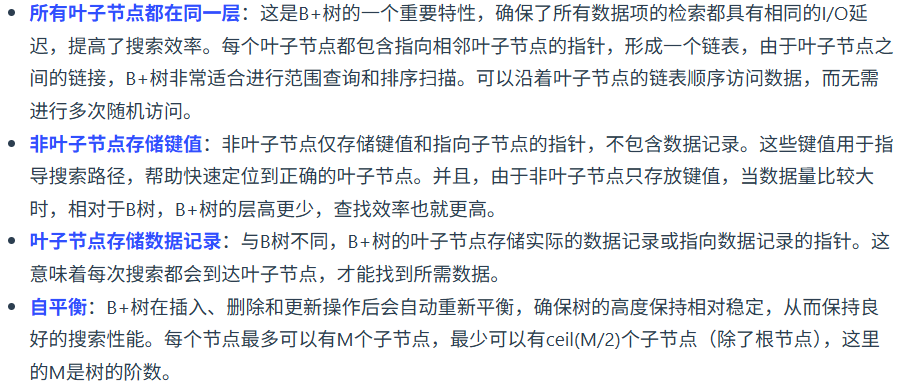 所有叶子节点都在同一层：这是B+树的一个重要特性，确保了所有数据项的检索都具有相同的I/O延
迟，提高了搜索效率。每个叶子节点都包含指向相邻叶子节点的指针，形成一个链表，由于叶子节点之
间的链接，B+树非常适合进行范围查询和排序扫描。可以沿着叶子节点的链表顺序访问数据，而无需
进行多次随机访问。
非叶子节点存储键值：非叶子节点仅存储键值和指向子节点的指针，不包含数据记录。这些键值用于指
导搜索路径，帮助快速定位到正确的叶子节点。并且，由于非叶子节点只存放键值，当数据量比较大
时，相对于B树，B+树的层高更少，查找效率也就更高。
叶子节点存储数据记录：与B树不同，B+树的叶子节点存储实际的数据记录或指向数据记录的指针。这
意味着每次搜索都会到达叶子节点，才能找到所需数据。
自平衡：B+树在插入、删除和更新操作后会自动重新平衡，确保树的高度保持相对稳定，从而保持良
好的搜索性能。每个节点最多可以有M个子节点，最少可以有ceil(M/2)个子节点（除了根节点），这里
的M是树的阶数。